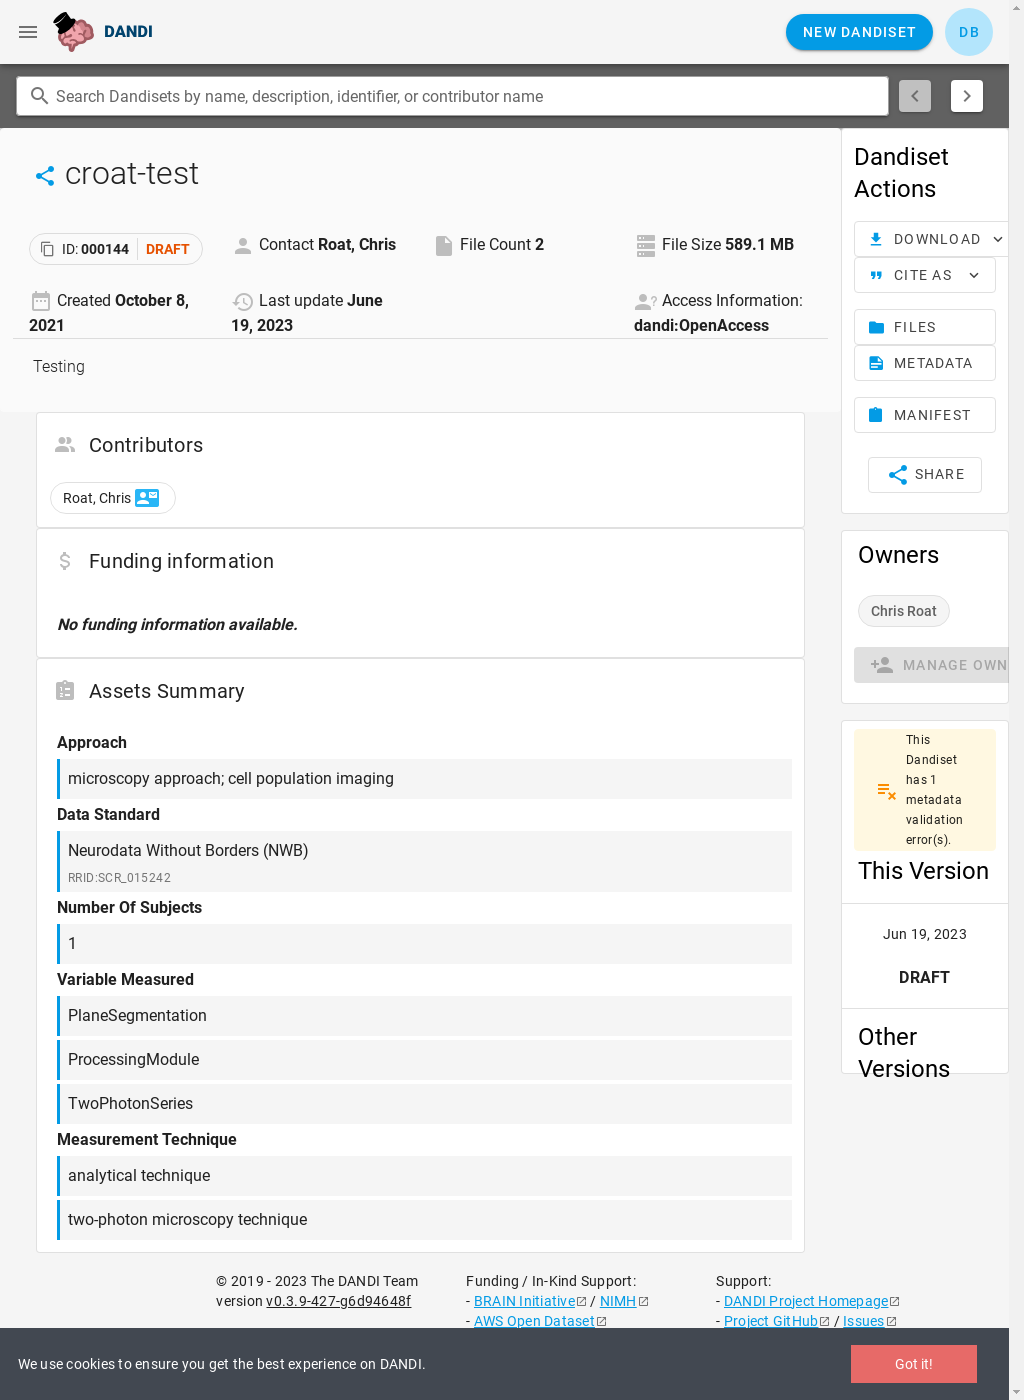 DANDI
NEW DANDISET
DB
Search Dandisets by name, description, identifier, or contributor name
croat-test
ID: 000144 DRAFT
Contact Roat, Chris
File Count 2
File Size 589.1 MB
Created October 8,
2021
Last update June
19, 2023
Access Information:
dandi:OpenAccess
Testing
Contributors
Roat, Chris
Funding information
No funding information available.
Assets Summary
Approach
microscopy approach; cell population imaging
Data Standard
Neurodata Without Borders (NWB)
RRID:SCR_015242
Number Of Subjects
1
Variable Measured
PlaneSegmentation
ProcessingModule
TwoPhotonSeries
Measurement Technique
analytical technique
two-photon microscopy technique
Dandiset
Actions
DOWNLOAD
CITE AS
FILES
METADATA
MANIFEST
SHARE
Owners
Chris Roat
MANAGE OWN
This
Dandiset
has 1
metadata
validation
error(s).
This Version
Jun 19, 2023
DRAFT
Other
Versions
© 2019 - 2023 The DANDI Team
version v0.3.9-427-g6d94648f
Funding / In-Kind Support:
- BRAIN Initiative / NIMH
- AWS Open Dataset
Support:
- DANDI Project Homepage
- Project GitHub / Issues
We use cookies to ensure you get the best experience on DANDI.
Got it!